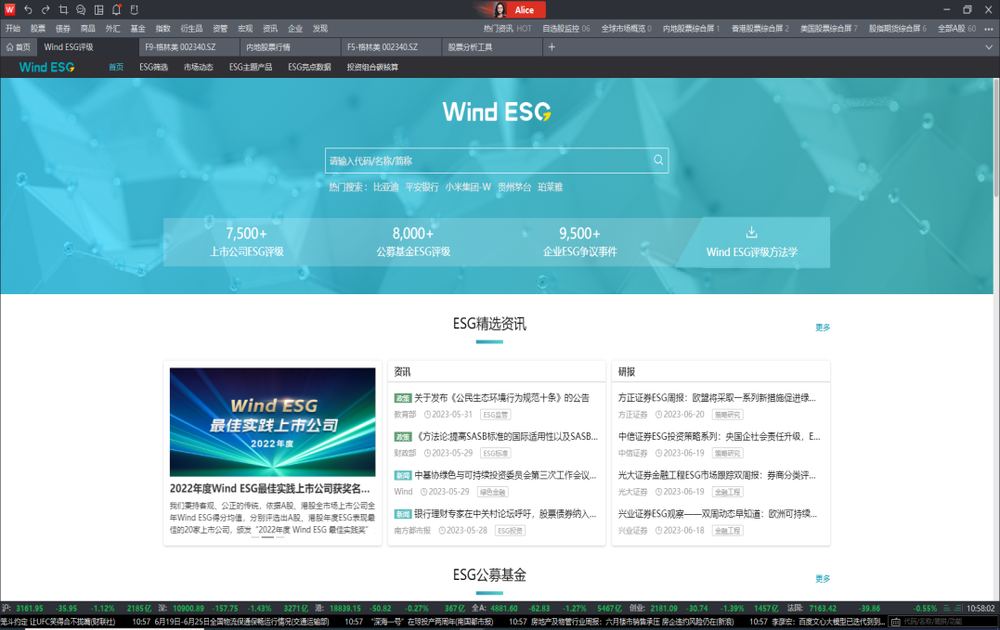 Alice
开始 股票 债券 商品 外汇 基金 指数 衍生品 资管 宏观 资讯 企业 发现
热门资讯 HOT 自选股监控 06 全球市场概览 0 内地股票综合屏 1 香港股票综合屏 2 美国股票综合屏 7 股指期货综合屏 6 全部A股 60
首页 Wind ESG评级 F9-格林美 002340.SZ 内地股票行情 F5-格林美 002340.SZ 股票分析工具
Wind ESG 首页 ESG筛选 市场动态 ESG主题产品 ESG亮点数据 投资组合碳核算
Wind ESG
请输入代码/名称/简称
热门搜索： 比亚迪 平安银行 小米集团-W 贵州茅台 珀莱雅
7,500+ 8,000+ 9,500+
上市公司ESG评级 公募基金ESG评级 企业ESG争议事件 Wind ESG评级方法学
ESG精选资讯
更多
Wind ESG
最佳实践上市公司
2022年度
2022年度Wind ESG最佳实践上市公司获奖名...
我们秉持客观、公正的传统，依据A股、港股全市场上市公司全
年Wind ESG得分均值，分别评选出A股、港股年度ESG表现最
佳的20家上市公司，颁发“2022年度 Wind ESG 最佳实践奖”
资讯
政策 关于发布《公民生态环境行为规范十条》的公告
教育部 2023-05-31 ESG监管
政策 《方法论:提高SASB标准的国际适用性以及SASB...
财政部 2023-05-29 ESG标准
新闻 中基协绿色与可持续投资委员会第三次工作会议...
Wind 2023-05-29 绿色金融
新闻 银行理财专家在中关村论坛呼吁，股票债券纳入...
南方都市报 2023-05-28 ESG投资
研报
方正证券ESG周报：欧盟将采取一系列新措施促进绿...
方正证券 2023-06-20 策略研究
中信证券ESG投资策略系列：央国企社会责任升级，E...
中信证券 2023-06-19 策略研究
光大证券金融工程ESG市场跟踪双周报：券商分类评...
光大证券 2023-06-19 金融工程
兴业证券ESG观察——双周动态早知道：欧洲可持续...
兴业证券 2023-06-18 金融工程
ESG公募基金
更多
沪: 3161.95 -35.95 -1.12% 2185亿 深: 10900.89 -157.75 -1.43% 3271亿 港: 18839.15 -50.82 -0.27% 367亿 全A: 4881.60 -62.83 -1.27% 5467亿 创业: 2181.09 -30.74 -1.39% 1457亿 法国: 7163.42 -39.86 -0.55% 10:58:02
笼斗约定 让UFC笑得合不拢嘴(财联社) 10:57 6月19日-6月25日全国物流保通保畅运行情况(交通运输部) 10:57 “深海一号”在琼投产两周年(南国都市报) 10:57 房地产及物管行业周报：六月楼市销售承压 房企违约风险仍在(新浪) 10:57 李彦宏：百度文心大模型已迭代到到... 代码/名称/简拼/功能